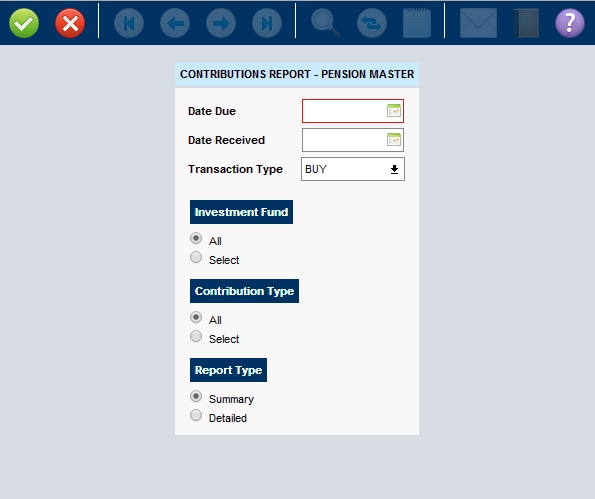 CONTRIBUTIONS REPORT - PENSION MASTER
Date Due
Date Received
Transaction Type BUY
Investment Fund
All
Select
Contribution Type
All
Select
Report Type
Summary
Detailed